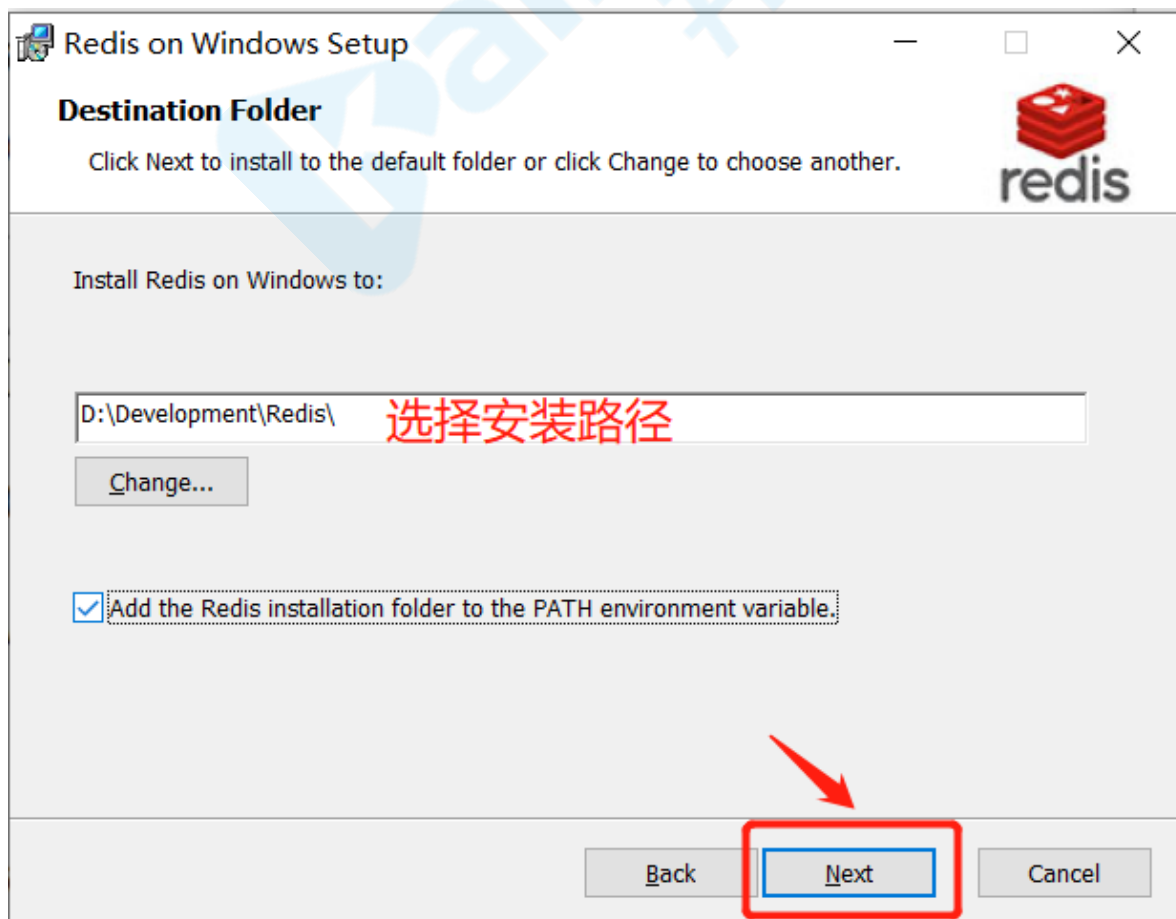 Redis on Windows Setup
Destination Folder
Click Next to install to the default folder or click Change to choose another.
redis
Install Redis on Windows to:
D:\Development\Redis\ 选择安装路径
Change...
Add the Redis installation folder to the PATH environment variable.
Back Next Cancel